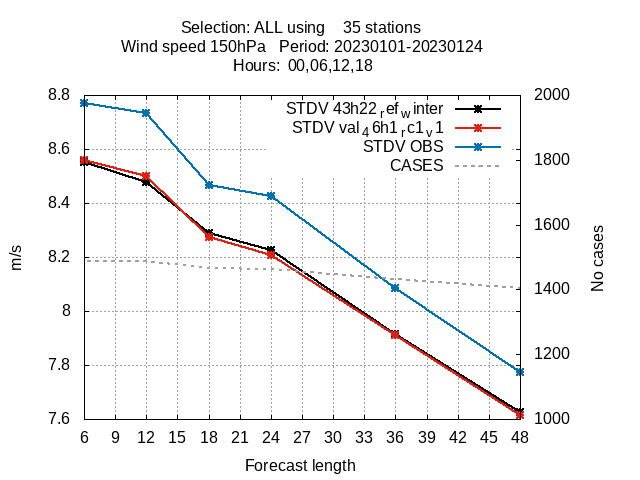 Selection: ALL using    35 stations
Wind speed 150hPa   Period: 20230101-20230124
Hours:  00,06,12,18
STDV 43h22_ref_winter
STDV val_46h1_rc1_v1
STDV OBS
CASES
8.8
8.6
8.4
8.2
8
7.8
7.6
m/s
2000
1800
1600
1400
1200
1000
No cases
6 9 12 15 18 21 24 27 30 33 36 39 42 45 48
Forecast length